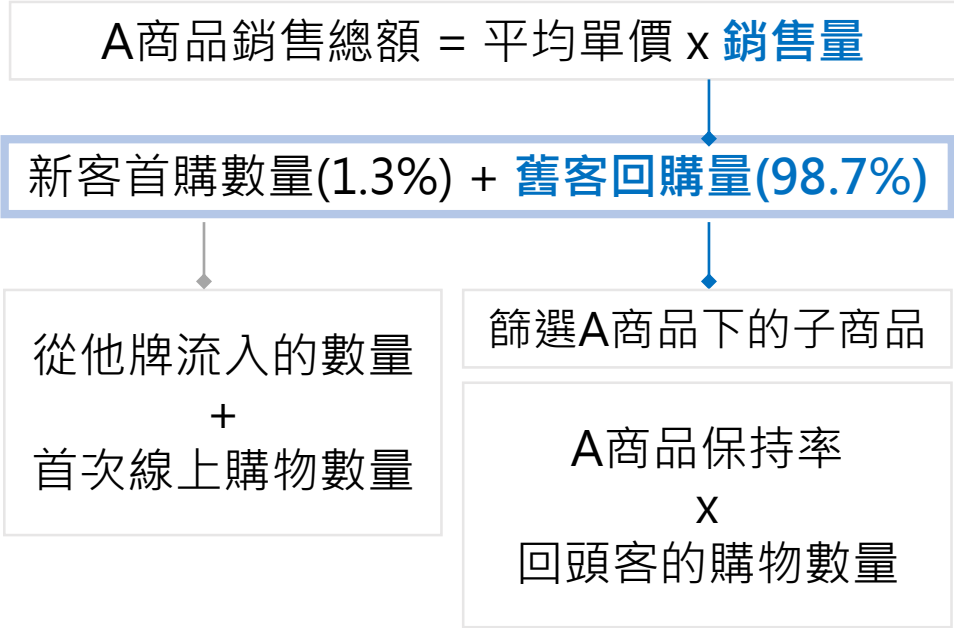 A商品銷售總額 = 平均單價 x 銷售量
新客首購數量(1.3%) + 舊客回購量(98.7%)
從他牌流入的數量
+
首次線上購物數量
篩選A商品下的子商品
A商品保持率
x
回頭客的購物數量